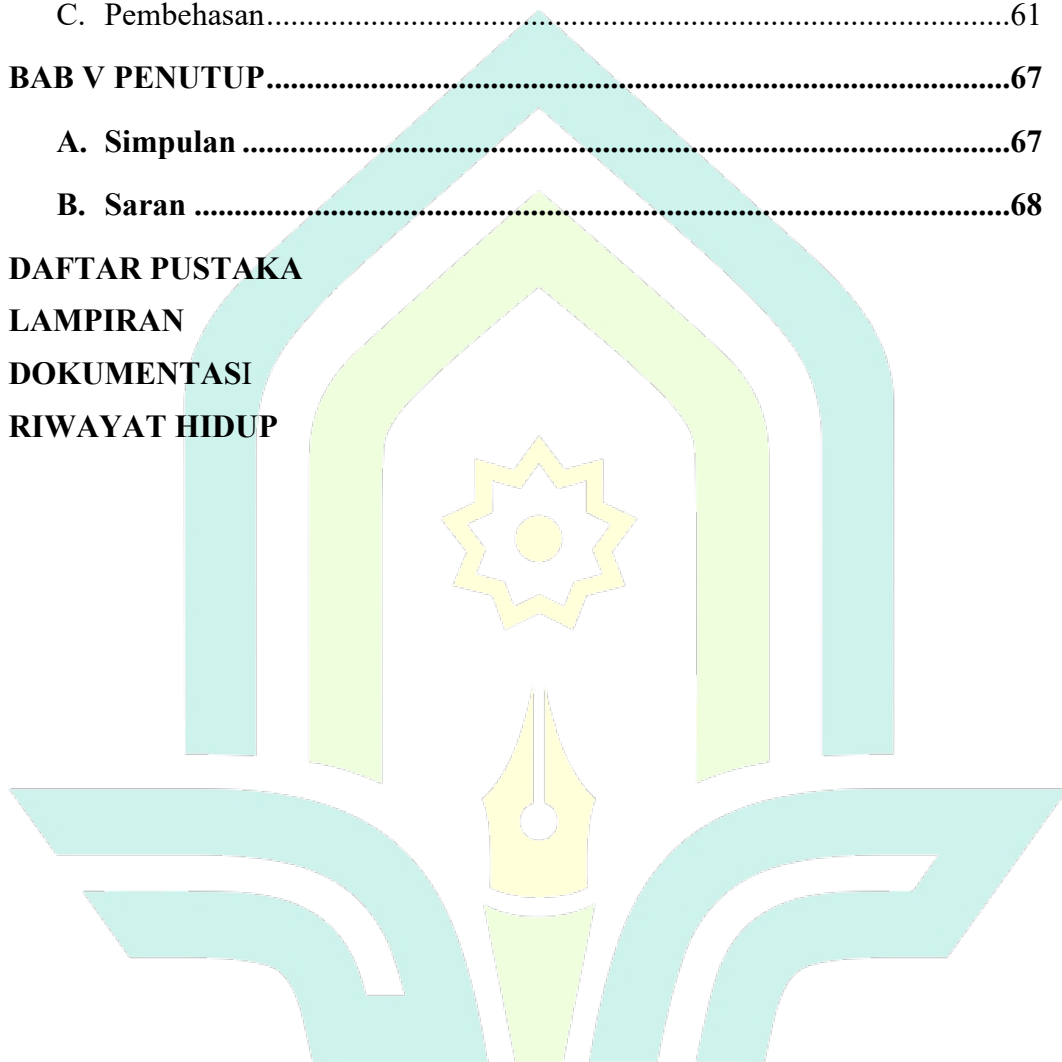 C. Pembehasan........................................................................................................61
BAB V PENUTUP..............................................................................................67
A. Simpulan ...............................................................................................67
B. Saran .....................................................................................................68
DAFTAR PUSTAKA
LAMPIRAN
DOKUMENTASI
RIWAYAT HIDUP